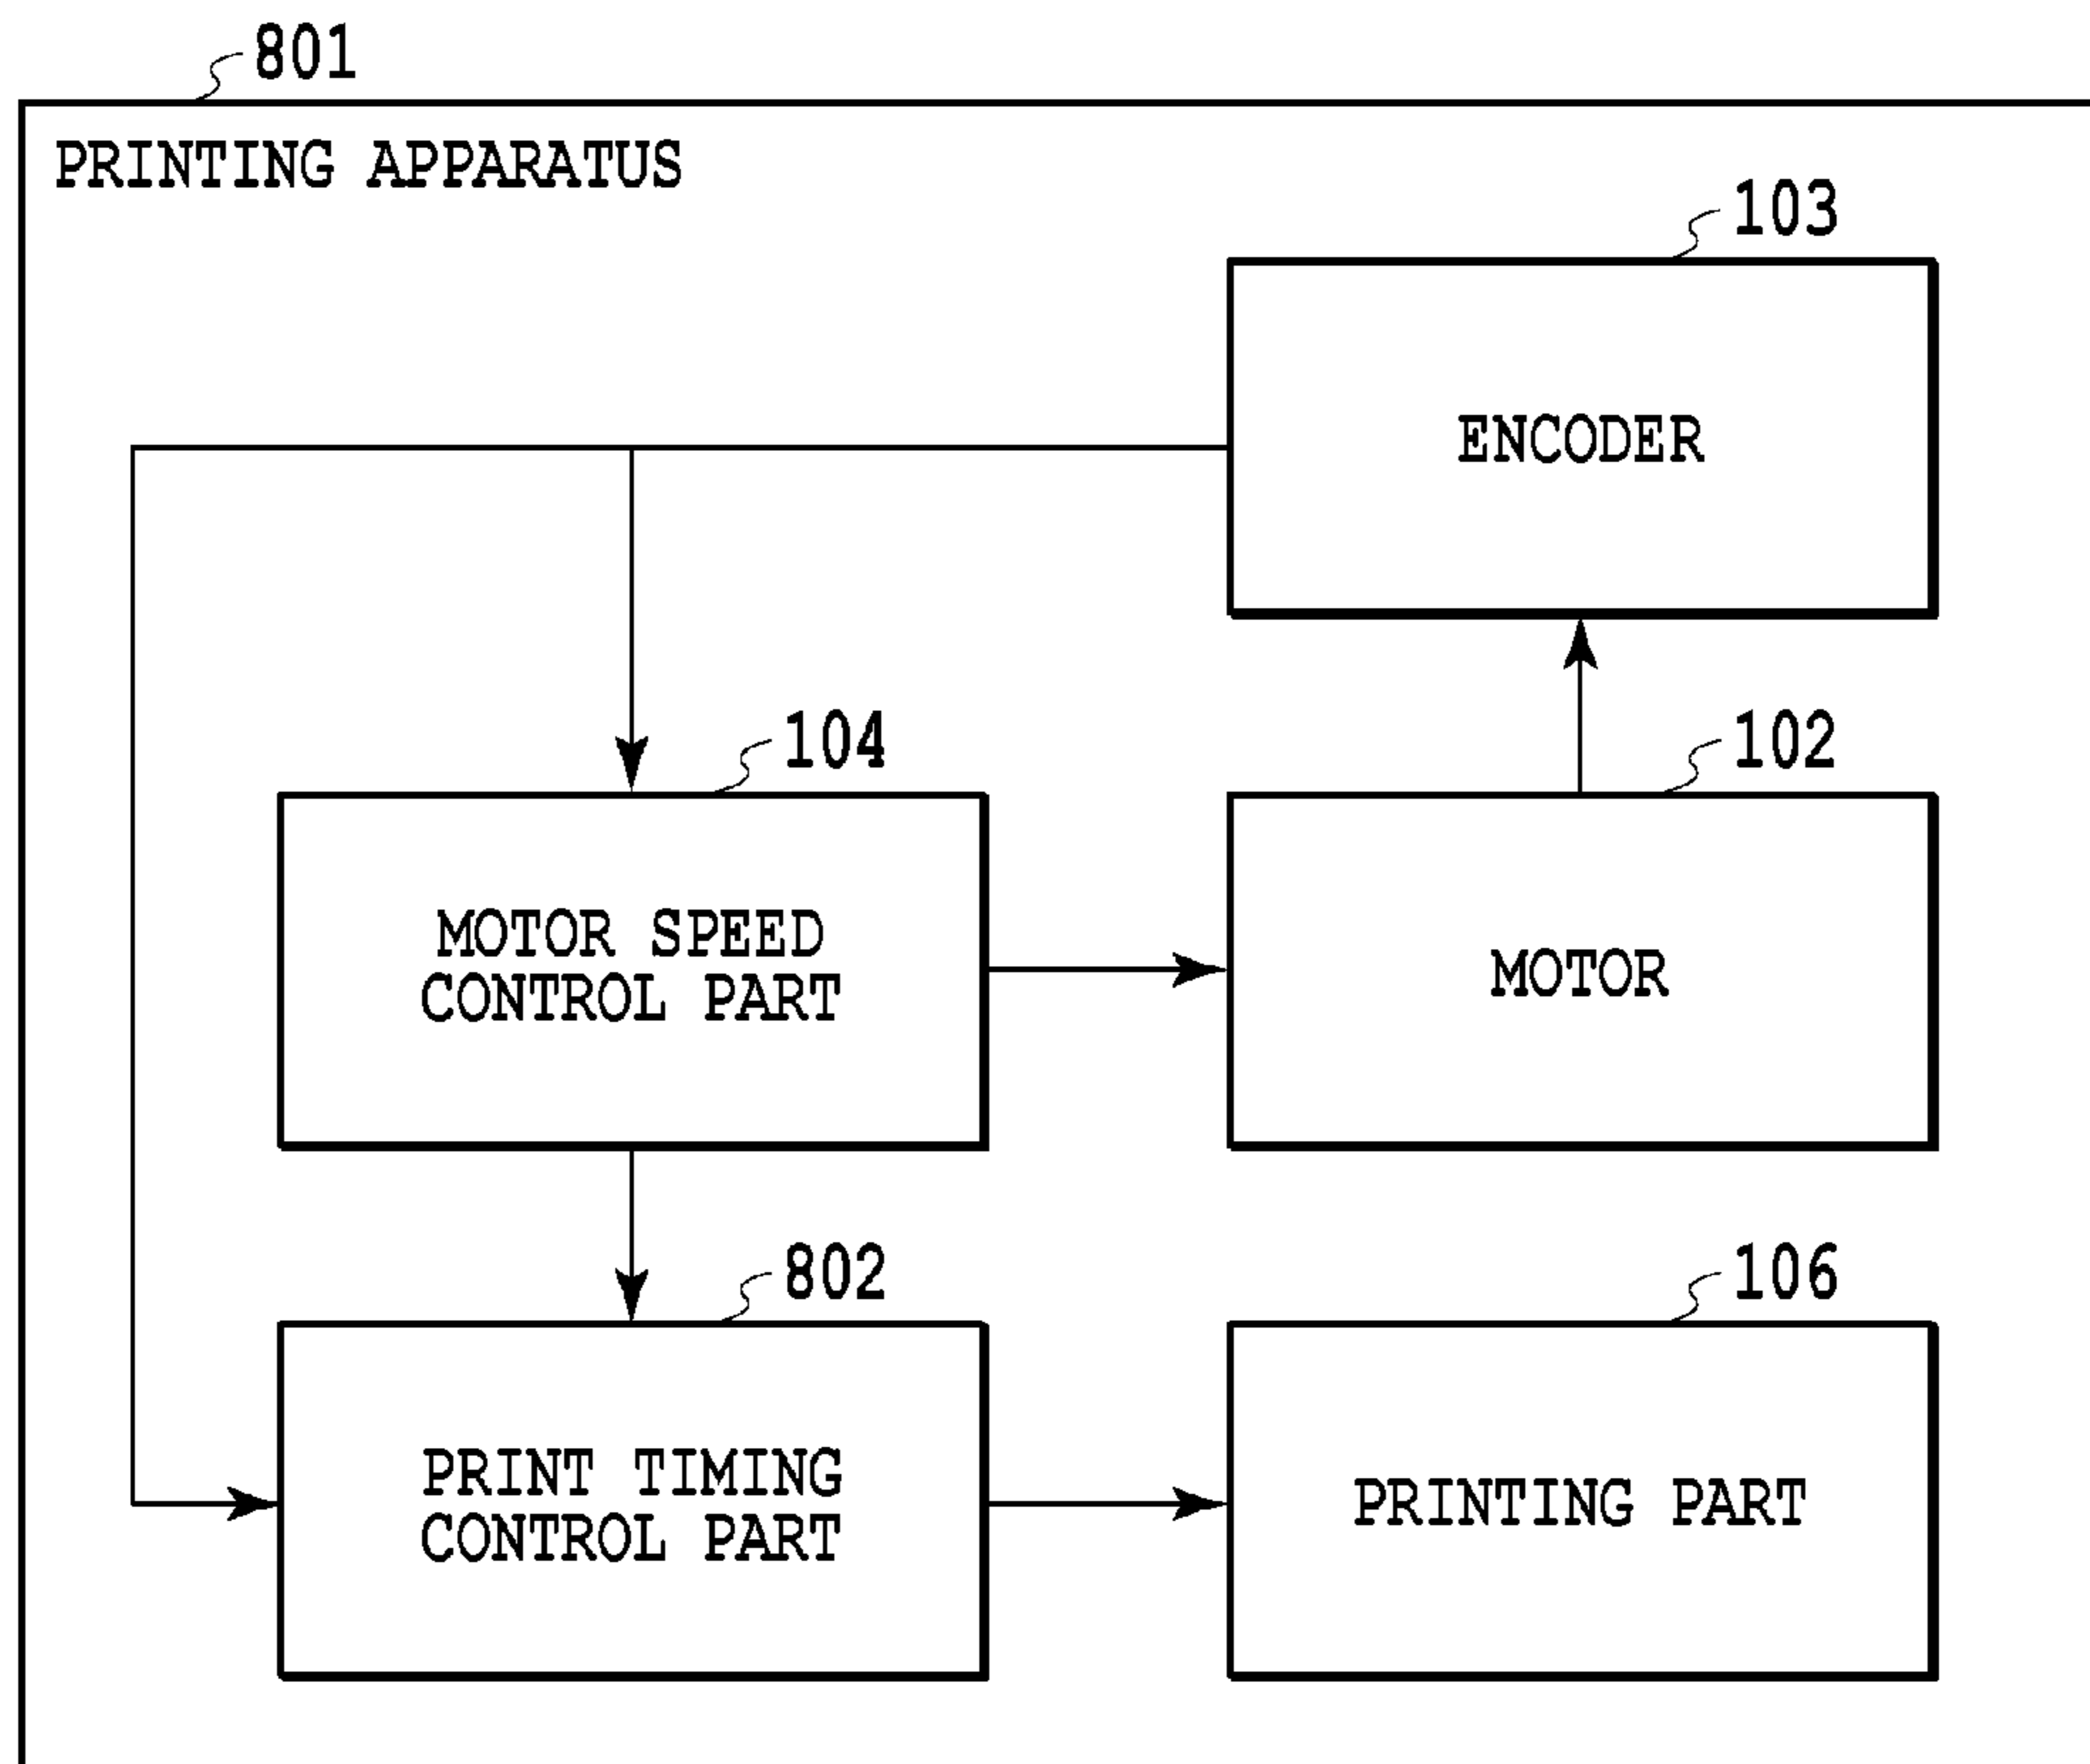 801
PRINTING APPARATUS
103
ENCODER
104
102
MOTOR SPEED
CONTROL PART
MOTOR
802
106
PRINT TIMING
CONTROL PART
PRINTING PART